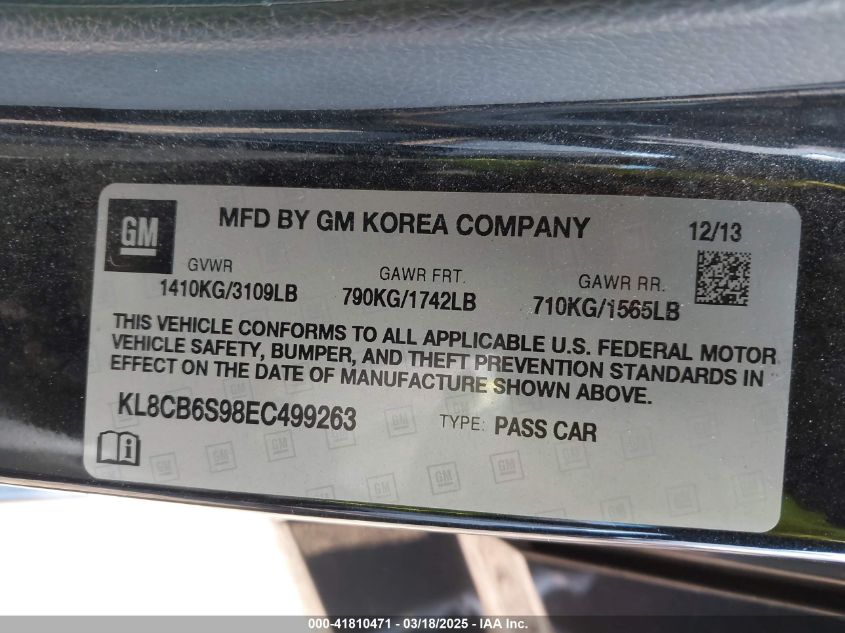 GM
MFD BY GM KOREA COMPANY
12/13
GVWR
1410KG/3109LB
GAWR FRT.
790KG/1742LB
GAWR RR.
710KG/1565LB
THIS VEHICLE CONFORMS TO ALL APPLICABLE U.S. FEDERAL MOTOR
VEHICLE SAFETY, BUMPER, AND THEFT PREVENTION STANDARDS IN
EFFECT ON THE DATE OF MANUFACTURE SHOWN ABOVE.
KL8CB6S98EC499263
TYPE: PASS CAR
000-41810471 - 03/18/2025 - IAA Inc.